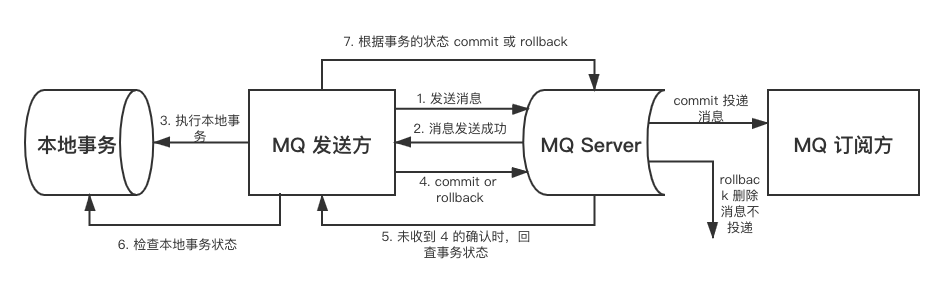 7. 根据事务的状态 commit 或 rollback
1. 发送消息
commit 投递
消息
3. 执行本地事
务
2. 消息发送成功
本地事务
MQ 发送方
MQ Server
MQ 订阅方
4. commit or
rollback
rollbac
k 删除
消息不
投递
6. 检查本地事务状态
5. 未收到 4 的确认时，回
查事务状态